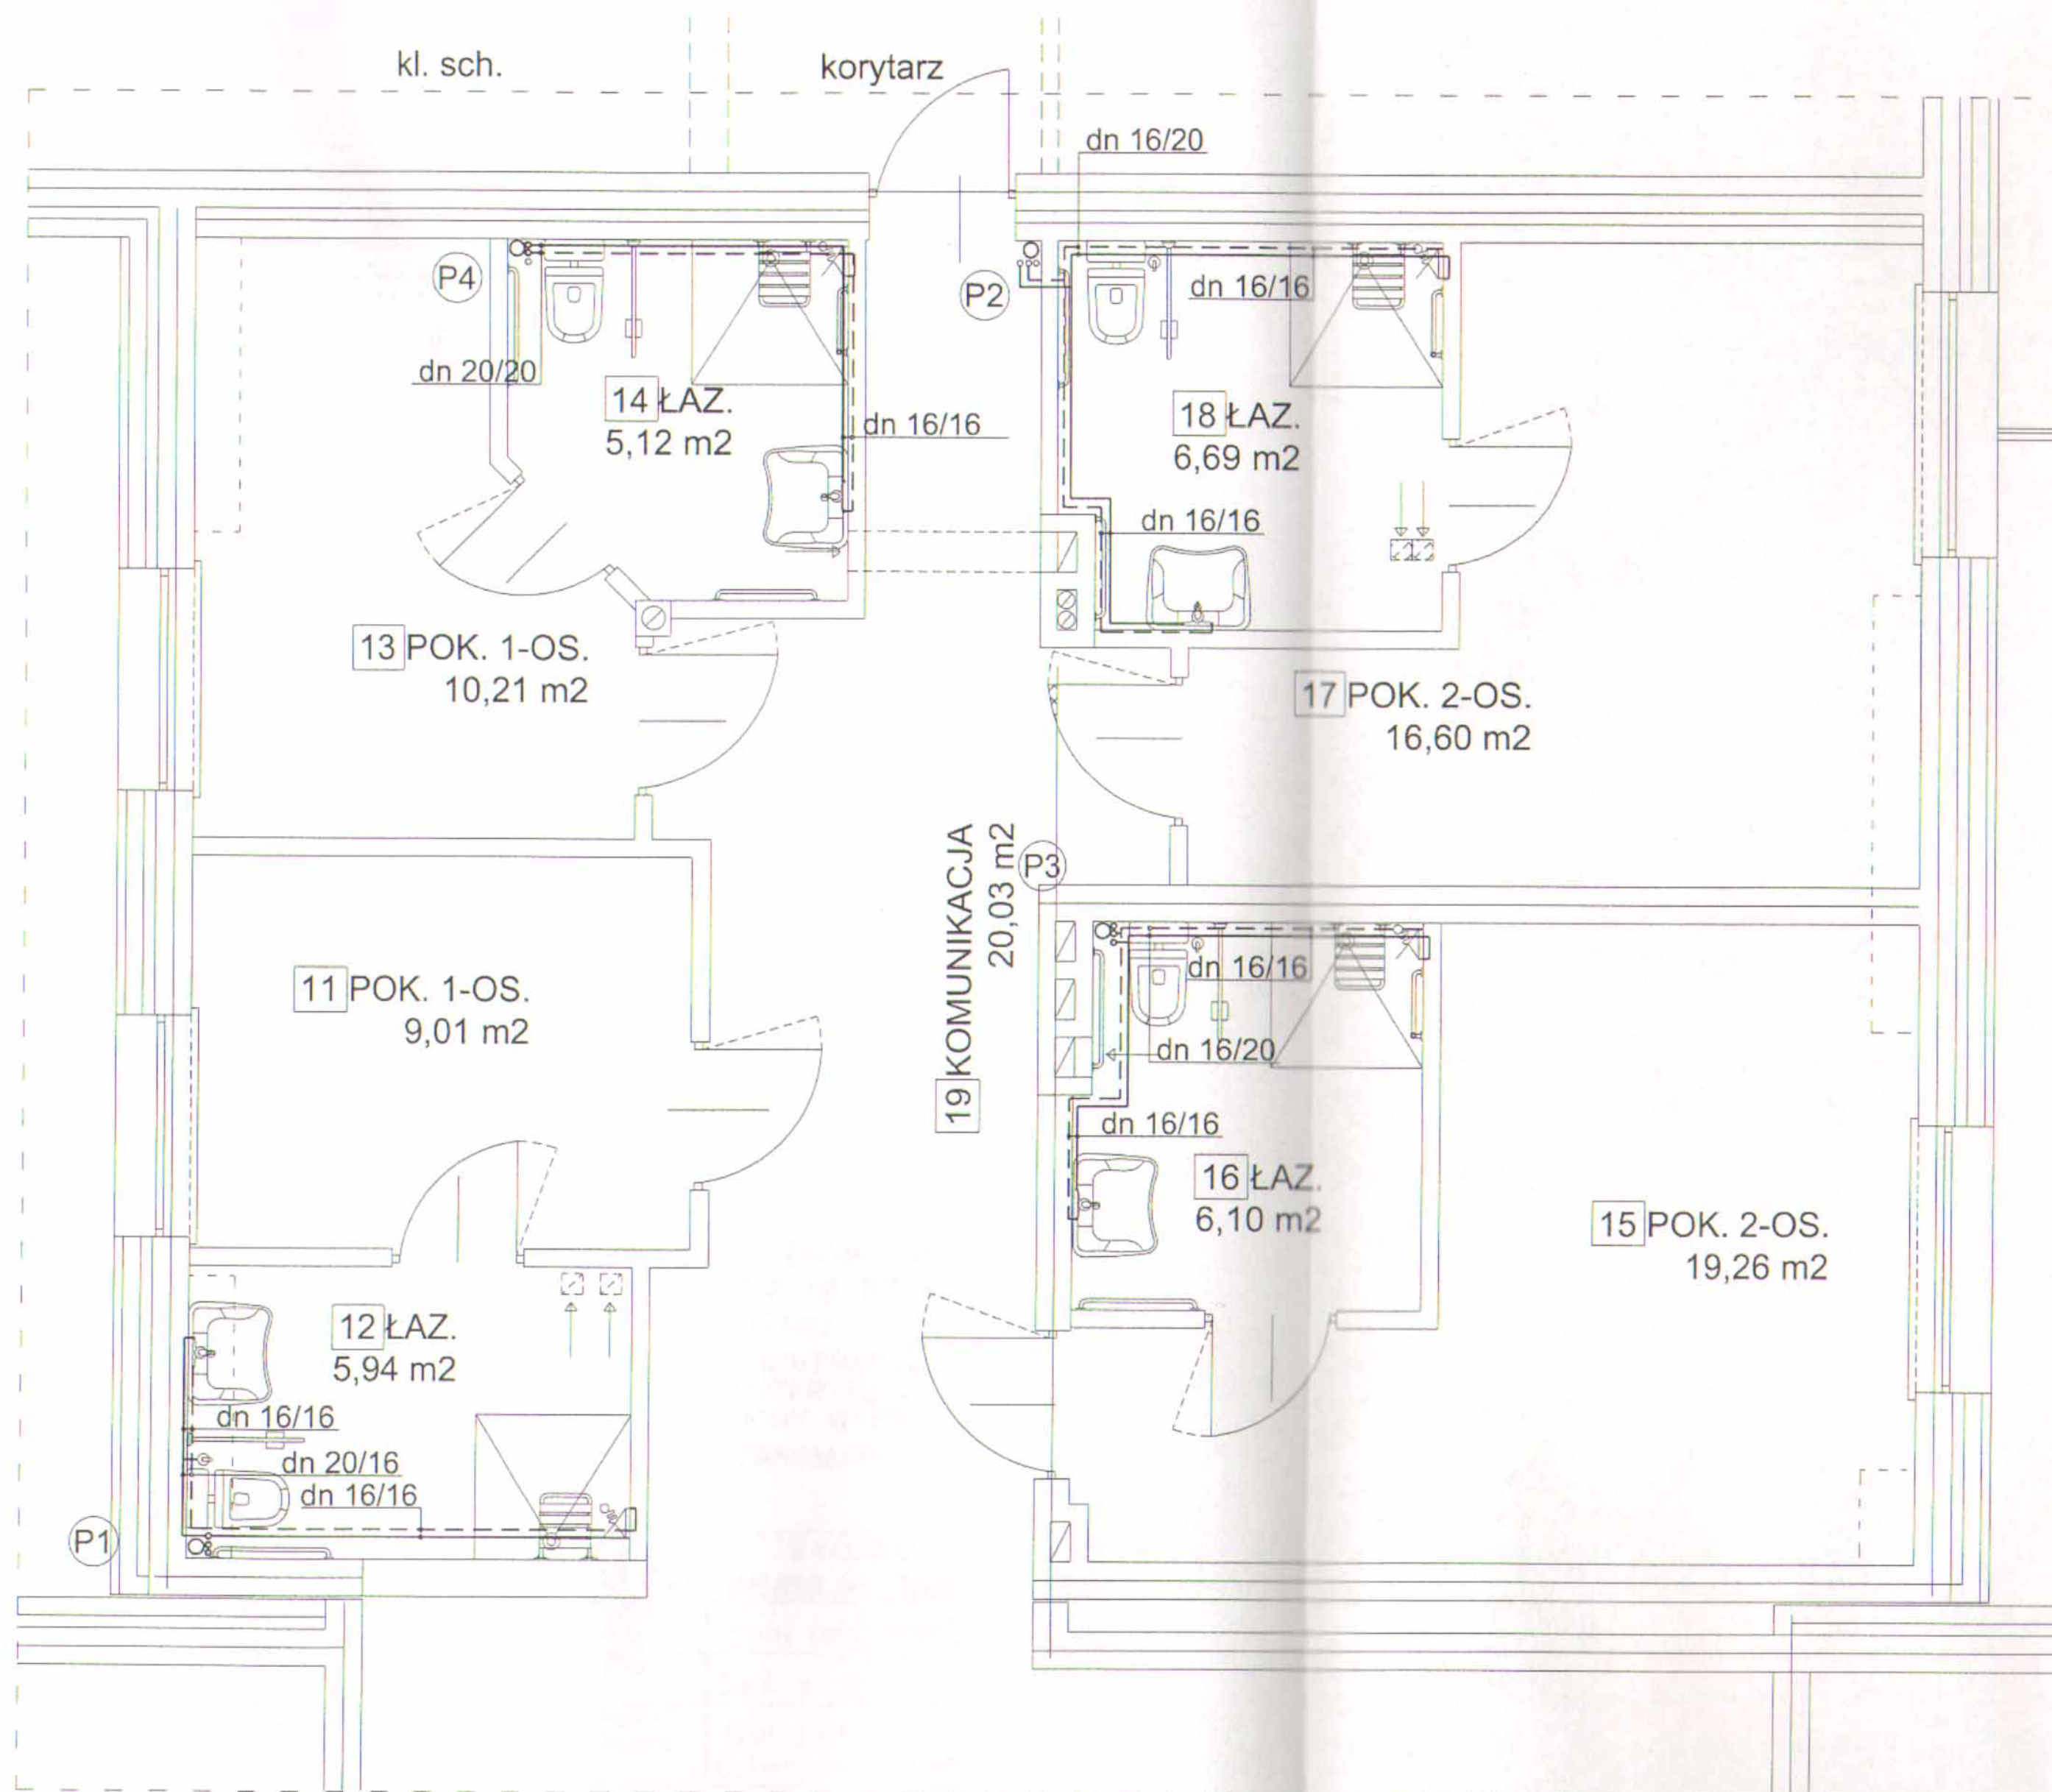 kl. sch.
korytarz
dn 16/20
P4
P2
dn 16/16
dn 20/20
14 ŁAZ.
5,12 m2
dn 16/16
18 ŁAZ.
6,69 m2
dn 16/16
13 POK. 1-OS.
10,21 m2
17 POK. 2-OS.
16,60 m2
19 KOMUNIKACJA
20,03 m2
P3
11 POK. 1-OS.
9,01 m2
dn 16/16
dn 16/20
dn 16/16
16 ŁAZ.
6,10 m2
15 POK. 2-OS.
19,26 m2
12 ŁAZ.
5,94 m2
dn 16/16
dn 20/16
dn 16/16
P1